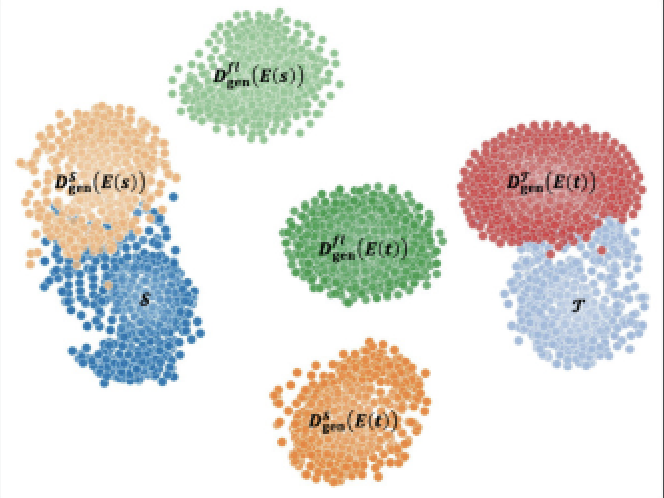 D_gen^fl(E(s))
D_gen^S(E(s))
D_gen^T(E(t))
D_gen^fl(E(t))
𝒮
𝒯
D_gen^S(E(t))